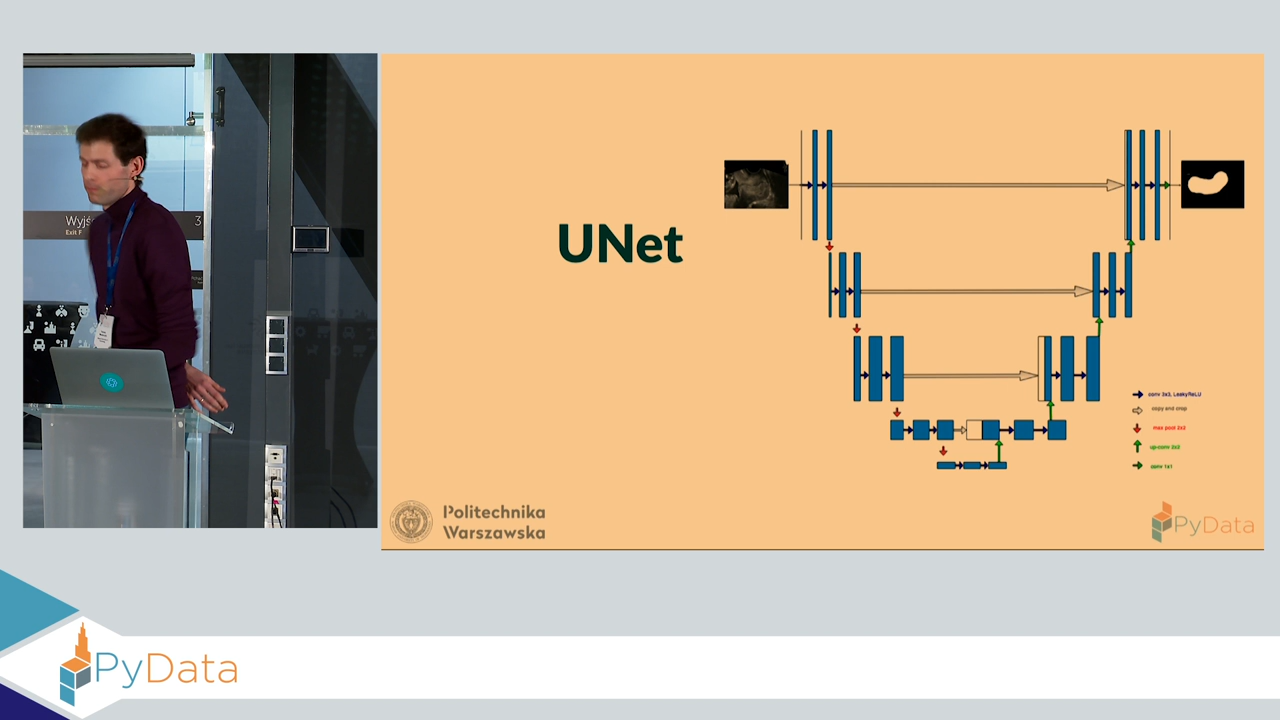 Wyjś
Exit F
3
UNet
conv 3x3, LeakyReLU
copy and crop
max pool 2x2
up-conv 2x2
conv 1x1
Politechnika
Warszawska
PyData
PyData